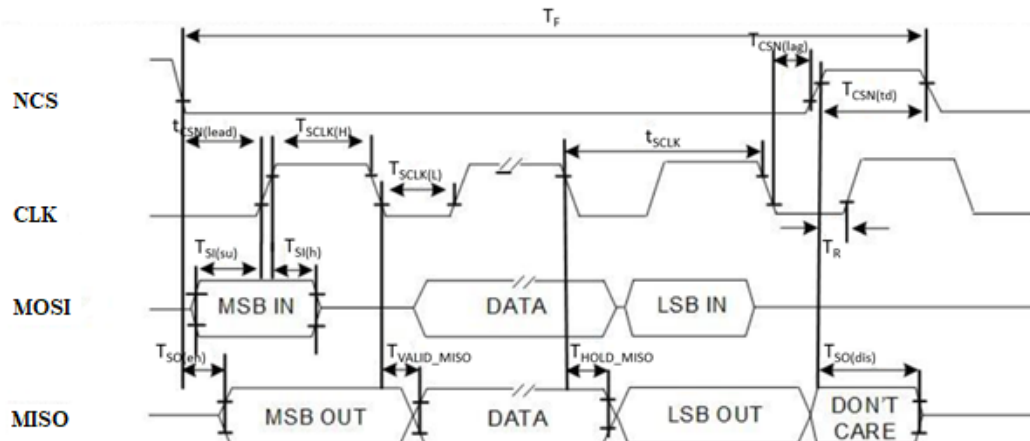 T_F
T_CSN(lag)
NCS
T_CSN(td)
t_CSN(lead)
T_SCLK(H)
t_SCLK
T_SCLK(L)
CLK
T_R
T_SI(su)
T_SI(h)
MOSI
MSB IN
DATA
LSB IN
T_SO(en)
T_VALID_MISO
T_HOLD_MISO
T_SO(dis)
MISO
MSB OUT
DATA
LSB OUT
DON'T
CARE